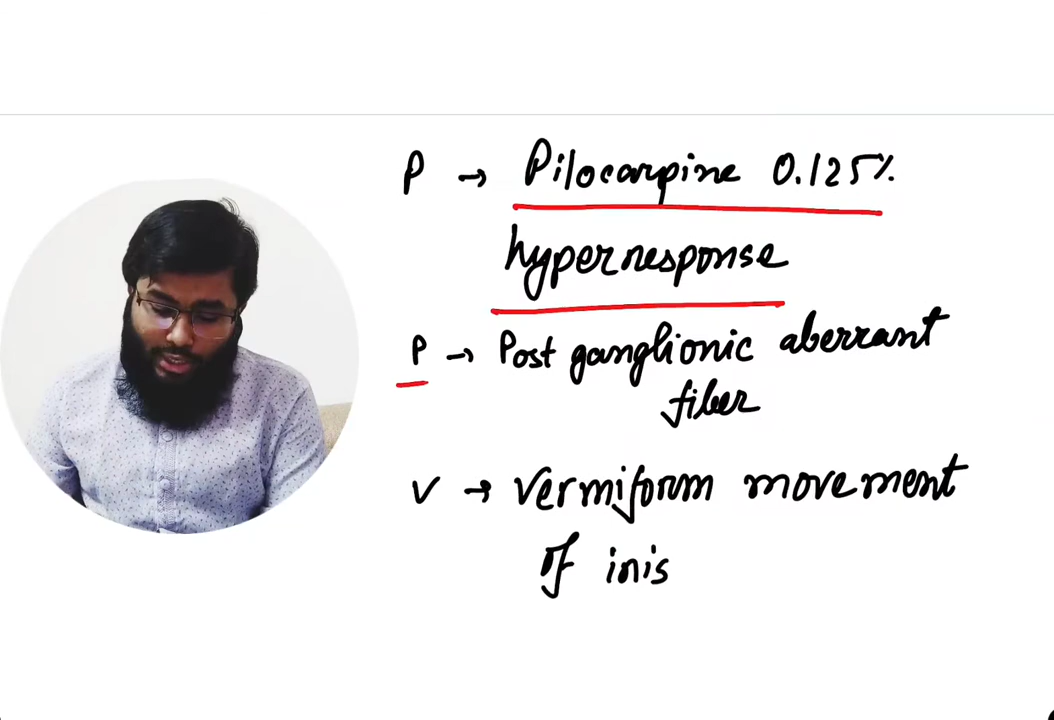 P → Pilocarpine 0.125%
hyperresponse
P → Post ganglionic aberrant
fiber
V → Vermiform movement
of iris